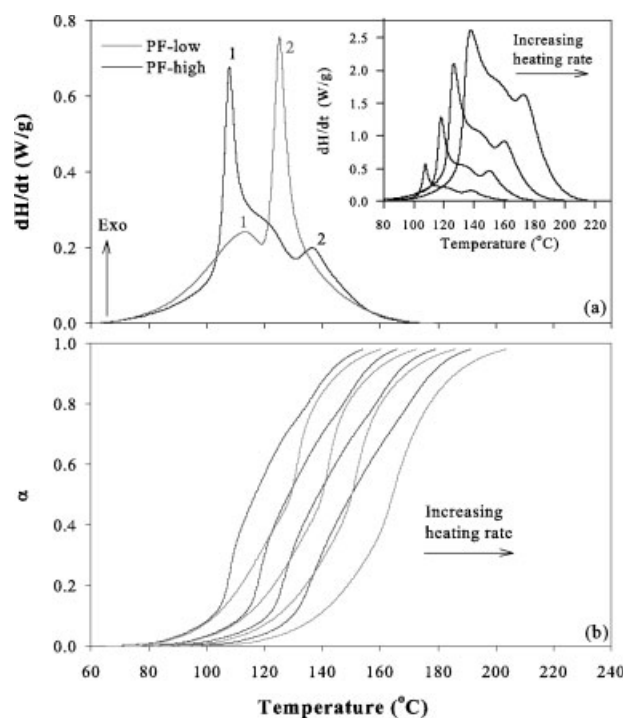 0.8
0.6
0.4
0.2
0.0
dH/dt (W/g)
PF-low
PF-high
1
2
1
2
Exo
(a)
3.0
2.5
2.0
1.5
1.0
0.5
0.0
dH/dt (W/g)
Increasing
heating rate
80 100 120 140 160 180 200 220
Temperature (°C)
1.0
0.8
0.6
0.4
0.2
0.0
α
Increasing
heating rate
(b)
60 80 100 120 140 160 180 200 220 240
Temperature (°C)